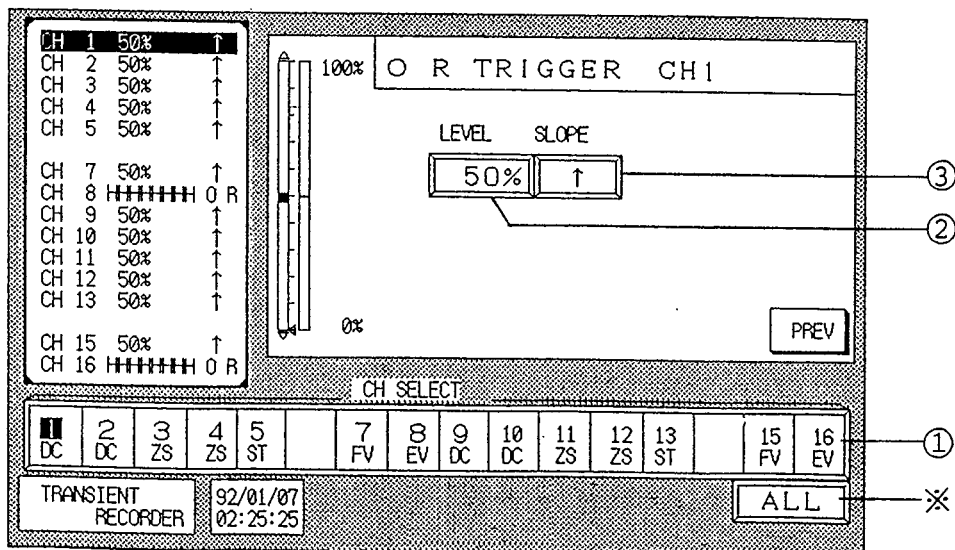 CH 1 50% ↑
CH 2 50% ↑
CH 3 50% ↑
CH 4 50% ↑
CH 5 50% ↑
CH 7 50% ↑
CH 8 HHHHHHH O R
CH 9 50% ↑
CH 10 50% ↑
CH 11 50% ↑
CH 12 50% ↑
CH 13 50% ↑
CH 15 50% ↑
CH 16 HHHHHHH O R
100%
0%
O R TRIGGER CH1
LEVEL SLOPE
50% ↑
③
②
PREV
CH SELECT
1 2 3 4 5 7 8 9 10 11 12 13 15 16
DC DC ZS ZS ST FV EV DC DC ZS ZS ST FV EV
①
TRANSIENT
RECORDER
92/01/07
02:25:25
ALL
※